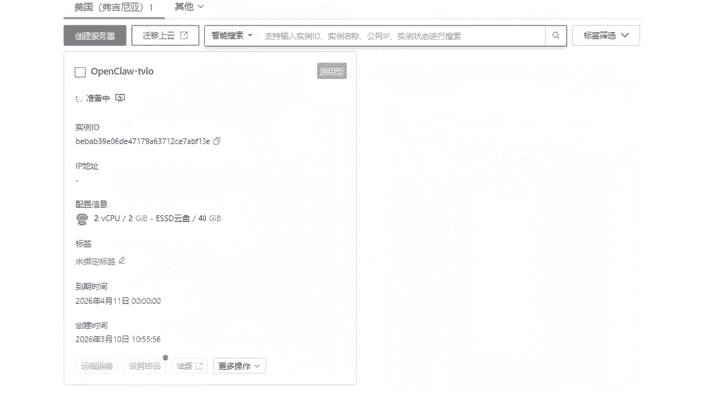 美国（弗吉尼亚）1 其他
创建服务器 迁移上云 智能搜索 支持输入实例ID、实例名称、公网IP、实例状态进行搜索 标签筛选
OpenClaw-tvlo 通用型
准备中
实例ID
bebab39e06de47179a63712ce7abf13e
IP地址
-
配置信息
2 vCPU / 2 GiB - ESSD云盘 / 40 GiB
标签
未绑定标签
到期时间
2026年4月11日 00:00:00
创建时间
2026年3月10日 10:55:56
远程连接 设置密码 续费 更多操作